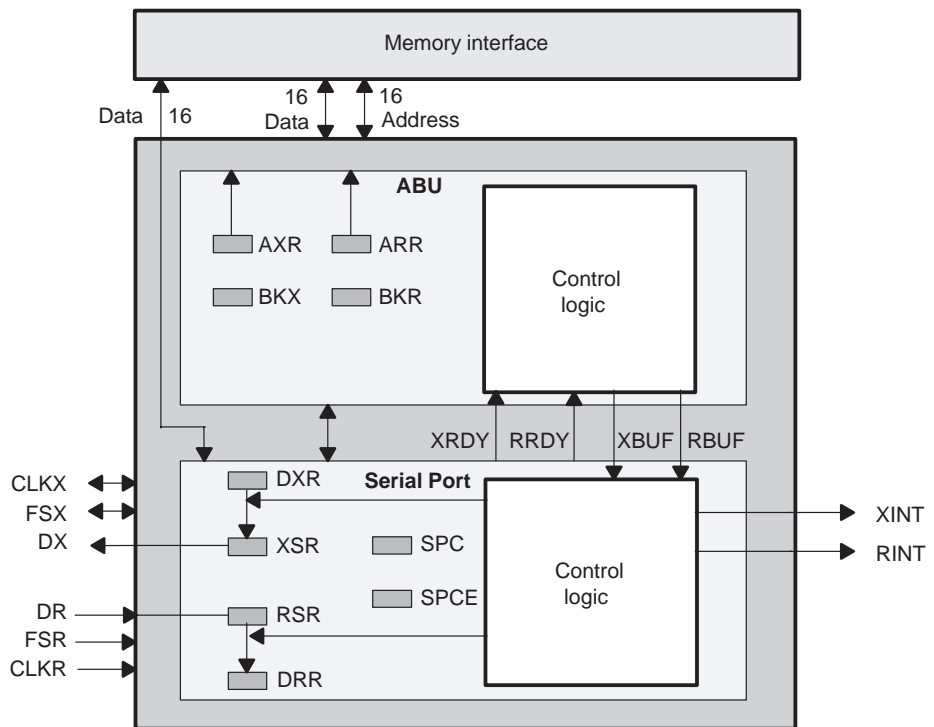 Memory interface
16
16
16
Data
Data
Address
ABU
AXR
ARR
BKX
BKR
Control
logic
XRDY
RRDY
XBUF
RBUF
CLKX
FSX
DX
DXR
Serial Port
XSR
SPC
SPCE
Control
logic
XINT
RINT
DR
FSR
CLKR
RSR
DRR